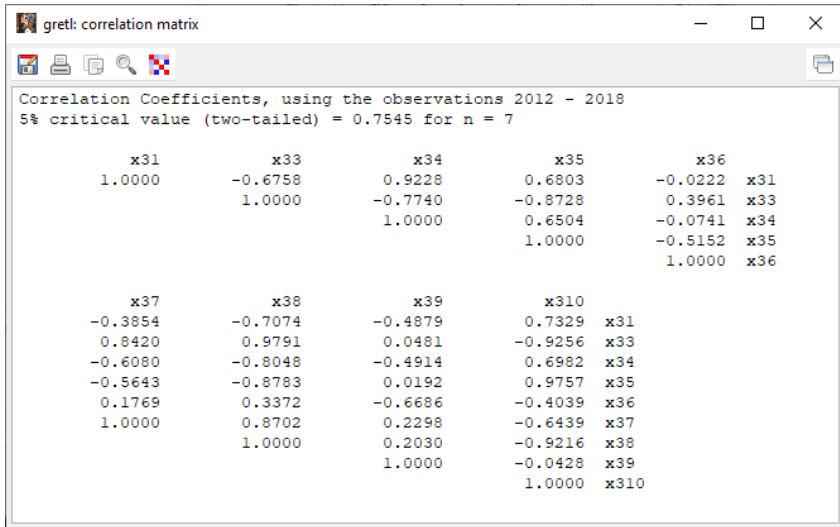 gretl: correlation matrix
Correlation Coefficients, using the observations 2012 - 2018
5% critical value (two-tailed) = 0.7545 for n = 7
x31 x33 x34 x35 x36
1.0000 -0.6758 0.9228 0.6803 -0.0222 x31
1.0000 -0.7740 -0.8728 0.3961 x33
1.0000 0.6504 -0.0741 x34
1.0000 -0.5152 x35
1.0000 x36
x37 x38 x39 x310
-0.3854 -0.7074 -0.4879 0.7329 x31
0.8420 0.9791 0.0481 -0.9256 x33
-0.6080 -0.8048 -0.4914 0.6982 x34
-0.5643 -0.8783 0.0192 0.9757 x35
0.1769 0.3372 -0.6686 -0.4039 x36
1.0000 0.8702 0.2298 -0.6439 x37
1.0000 0.2030 -0.9216 x38
1.0000 -0.0428 x39
1.0000 x310